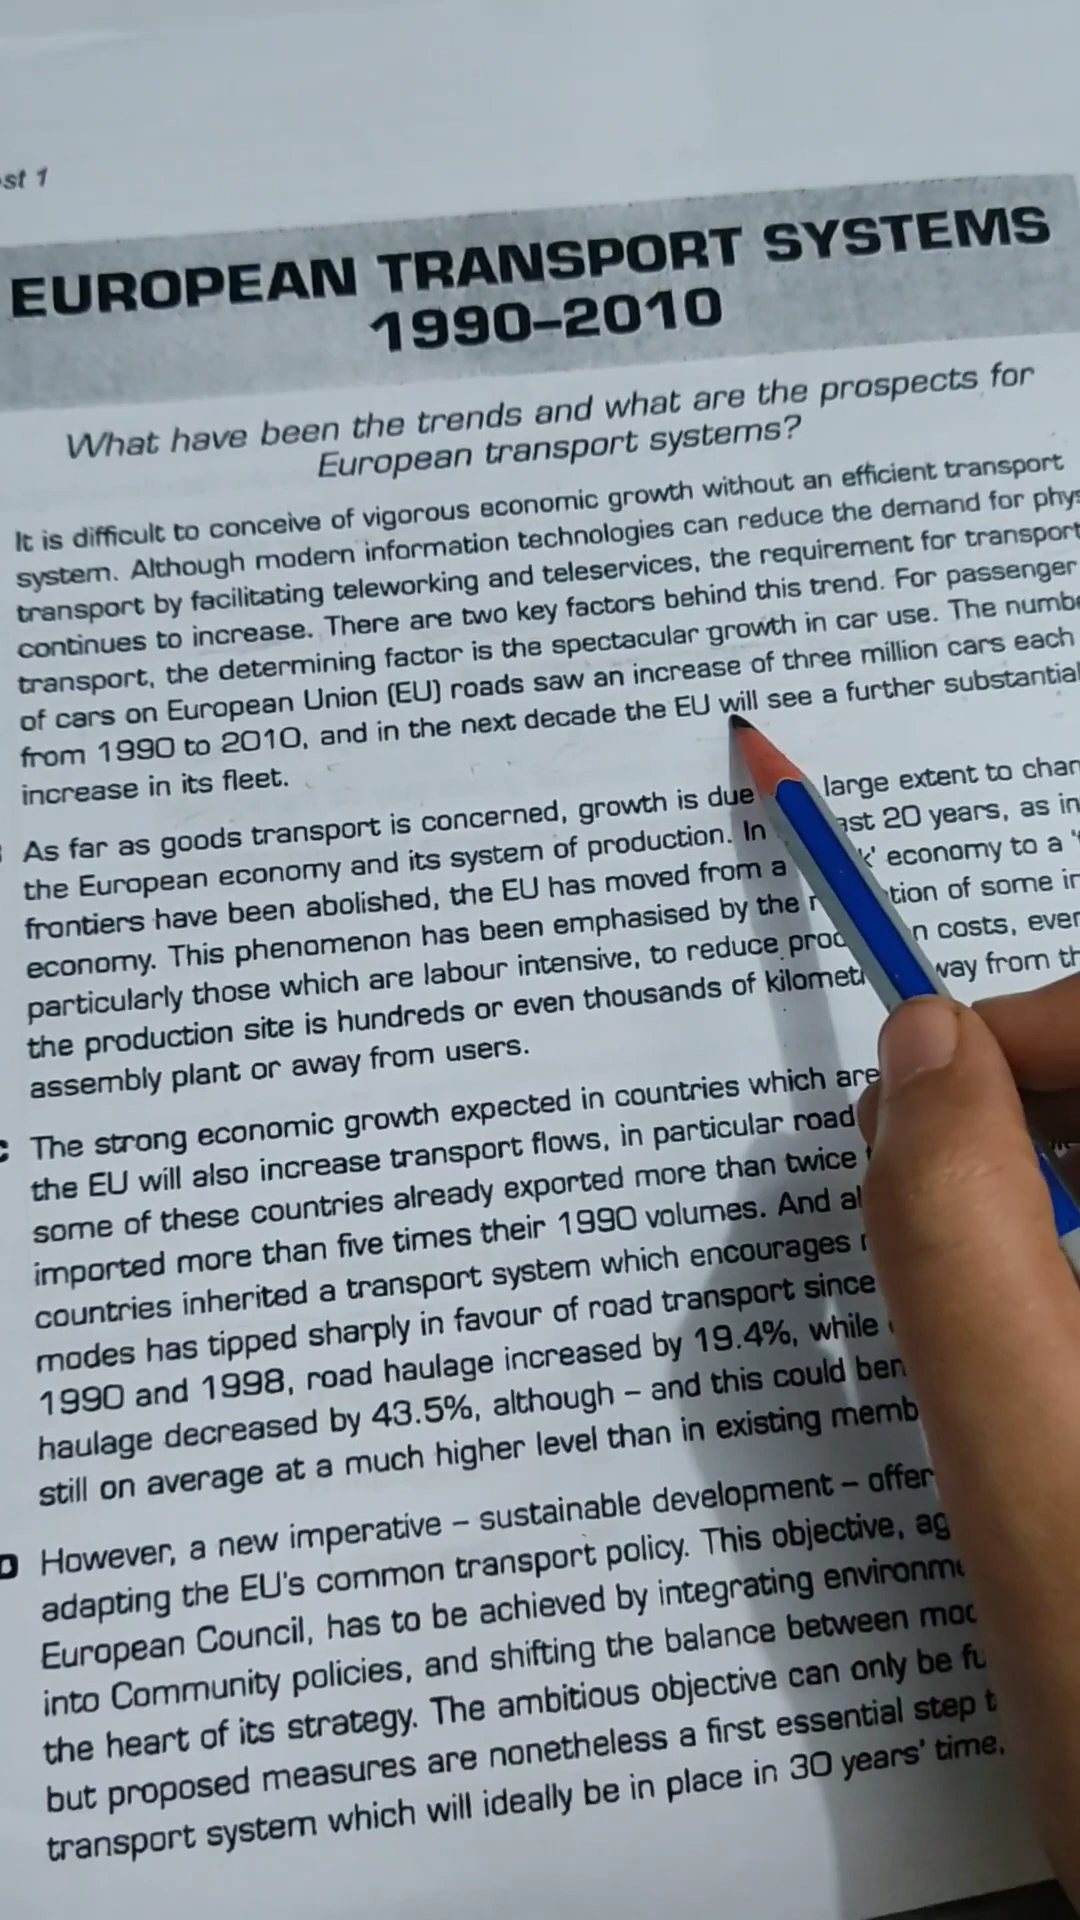 st 1
EUROPEAN TRANSPORT SYSTEMS
1990–2010
What have been the trends and what are the prospects for
European transport systems?
It is difficult to conceive of vigorous economic growth without an efficient transport
system. Although modern information technologies can reduce the demand for phys
transport by facilitating teleworking and teleservices, the requirement for transport
continues to increase. There are two key factors behind this trend. For passenger
transport, the determining factor is the spectacular growth in car use. The numbe
of cars on European Union (EU) roads saw an increase of three million cars each
from 1990 to 2010, and in the next decade the EU will see a further substantial
increase in its fleet.
As far as goods transport is concerned, growth is due large extent to chan
the European economy and its system of production. In ast 20 years, as in
frontiers have been abolished, the EU has moved from a k' economy to a
economy. This phenomenon has been emphasised by the r tion of some in
particularly those which are labour intensive, to reduce prod n costs, even
the production site is hundreds or even thousands of kilomet way from th
assembly plant or away from users.
C The strong economic growth expected in countries which are
the EU will also increase transport flows, in particular road
some of these countries already exported more than twice
imported more than five times their 1990 volumes. And al
countries inherited a transport system which encourages r
modes has tipped sharply in favour of road transport since
1990 and 1998, road haulage increased by 19.4%, while
haulage decreased by 43.5%, although – and this could ben
still on average at a much higher level than in existing memb
D However, a new imperative – sustainable development – offer
adapting the EU's common transport policy. This objective, ag
European Council, has to be achieved by integrating environme
into Community policies, and shifting the balance between mod
the heart of its strategy. The ambitious objective can only be fu
but proposed measures are nonetheless a first essential step t
transport system which will ideally be in place in 30 years' time,